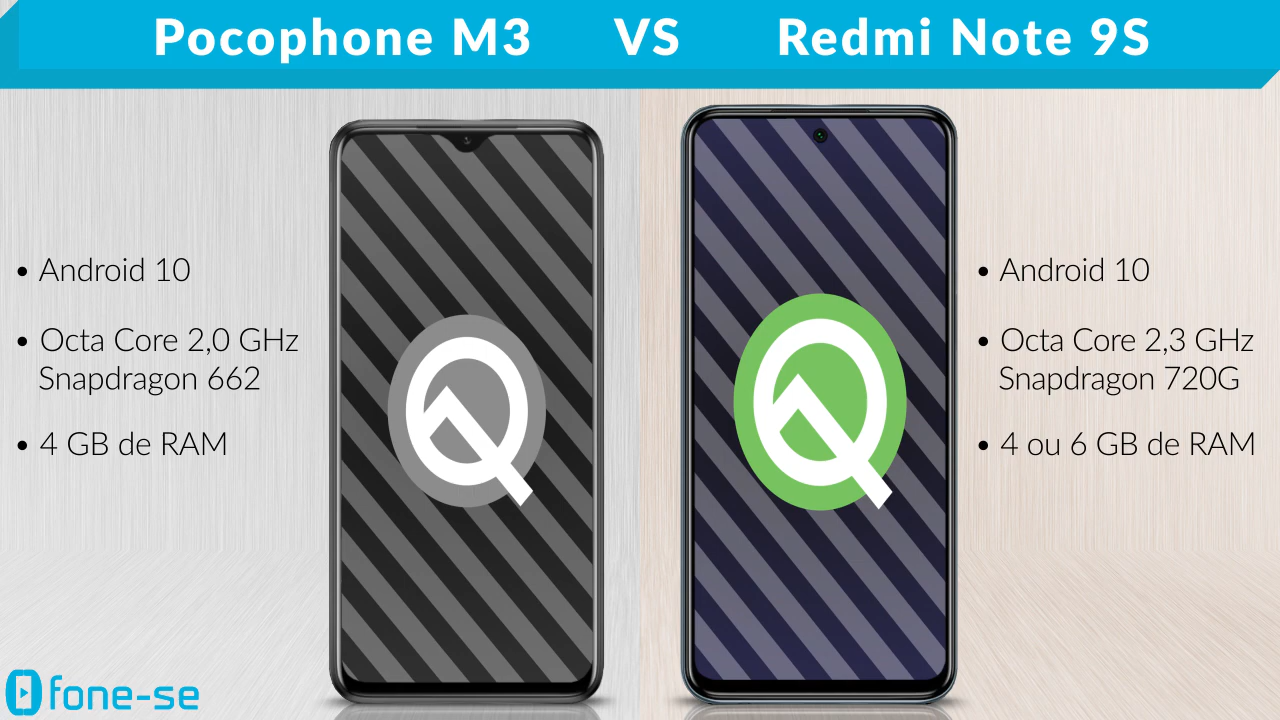 Pocophone M3 VS Redmi Note 9S
• Android 10
• Octa Core 2,0 GHz
Snapdragon 662
• 4 GB de RAM
• Android 10
• Octa Core 2,3 GHz
Snapdragon 720G
• 4 ou 6 GB de RAM
Q
Q
fone-se